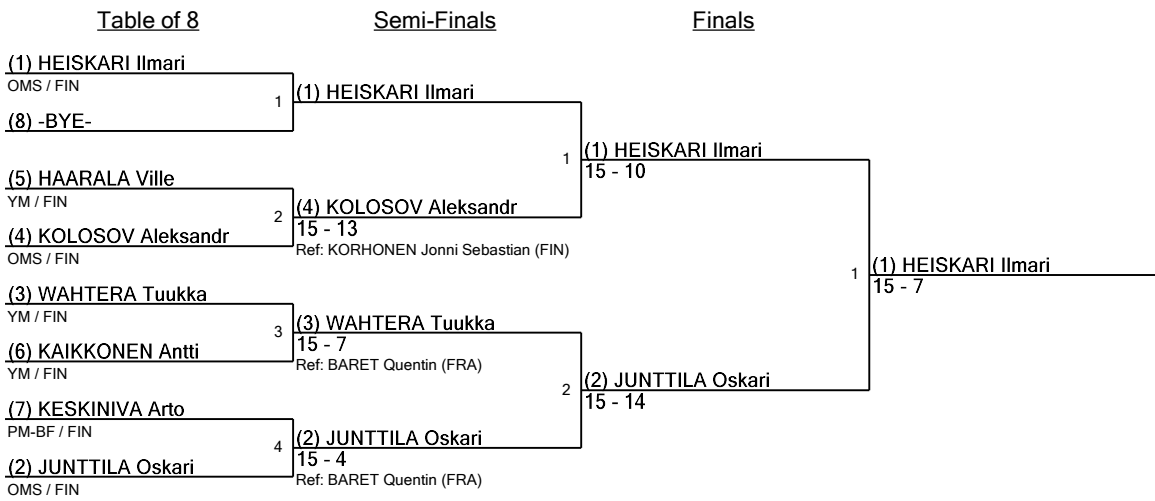 Table of 8
Semi-Finals
Finals
(1) HEISKARI Ilmari
OMS / FIN
(8) -BYE-
1
(1) HEISKARI Ilmari
(5) HAARALA Ville
YM / FIN
(4) KOLOSOV Aleksandr
OMS / FIN
2
(4) KOLOSOV Aleksandr
15 - 13
Ref: KORHONEN Jonni Sebastian (FIN)
1
(1) HEISKARI Ilmari
15 - 10
(3) WAHTERA Tuukka
YM / FIN
(6) KAIKKONEN Antti
YM / FIN
3
(3) WAHTERA Tuukka
15 - 7
Ref: BARET Quentin (FRA)
(7) KESKINIVA Arto
PM-BF / FIN
(2) JUNTTILA Oskari
OMS / FIN
4
(2) JUNTTILA Oskari
15 - 4
Ref: BARET Quentin (FRA)
2
(2) JUNTTILA Oskari
15 - 14
1
(1) HEISKARI Ilmari
15 - 7